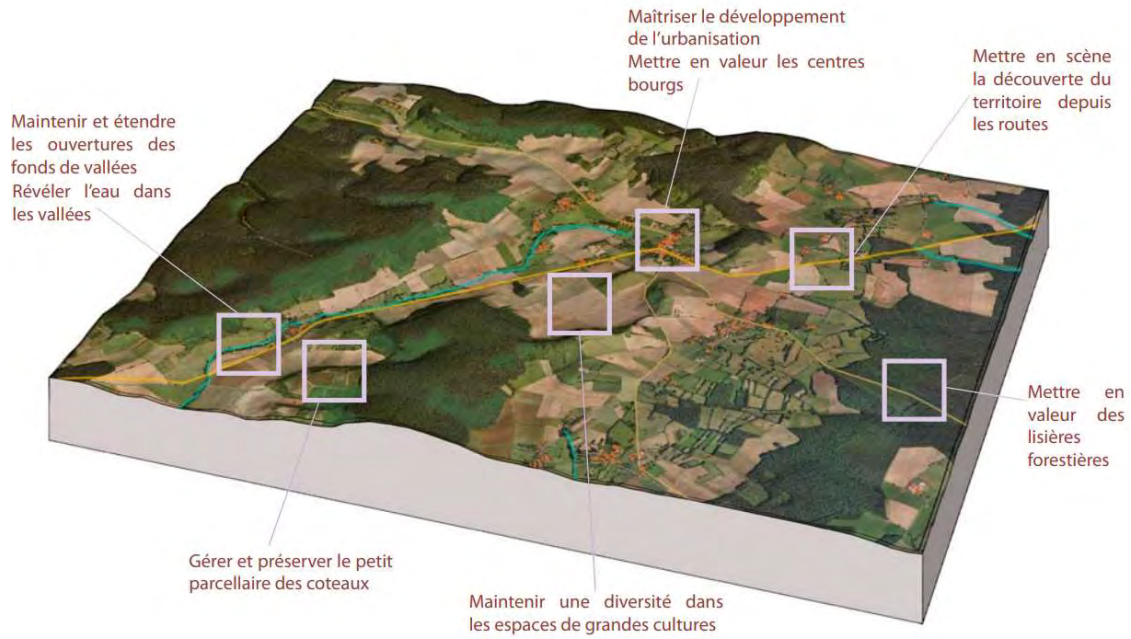 Maîtriser le développement
de l'urbanisation
Mettre en valeur les centres
bourgs
Mettre en scène
la découverte du
territoire depuis
les routes
Maintenir et étendre
les ouvertures des
fonds de vallées
Révéler l'eau dans
les vallées
Mettre en
valeur des
lisières
forestières
Gérer et préserver le petit
parcellaire des coteaux
Maintenir une diversité dans
les espaces de grandes cultures